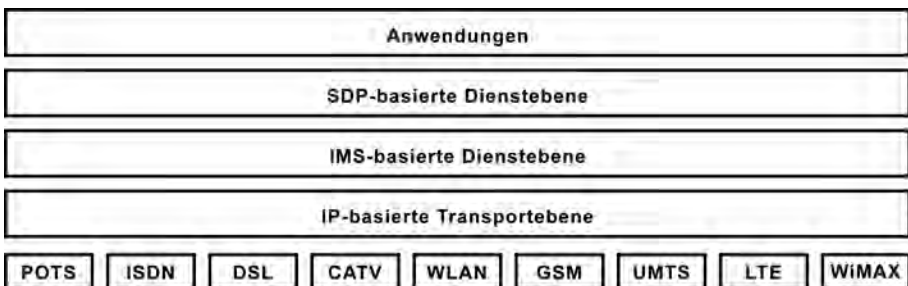 Anwendungen
SDP-basierte Dienstebene
IMS-basierte Dienstebene
IP-basierte Transportebene
POTS ISDN DSL CATV WLAN GSM UMTS LTE WiMAX